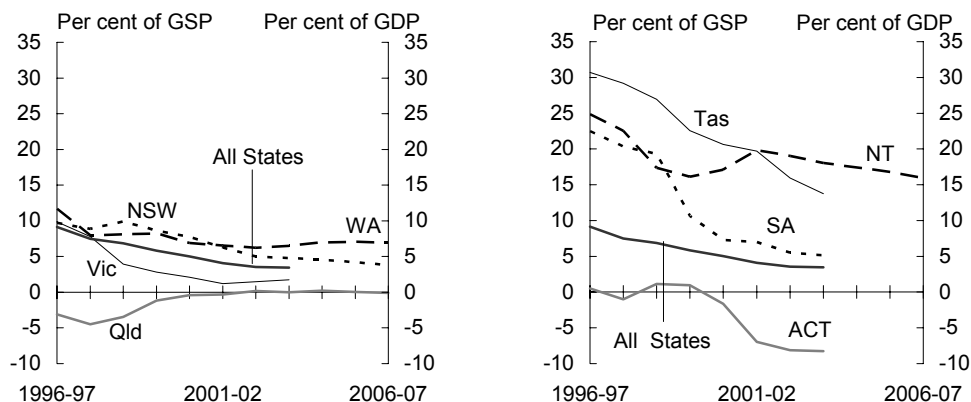 Per cent of GSP Per cent of GDP
35 35
30 30
25 25
20 20
All States
15 15
10 NSW 10
WA
5 5
Vic
0 0
Qld
-5 -5
-10 -10
1996-97 2001-02 2006-07
Per cent of GSP Per cent of GDP
35 35
30 30
25 Tas 25
20 NT 20
15 15
10 SA 10
5 5
0 0
-5 All States ACT -5
-10 -10
1996-97 2001-02 2006-07